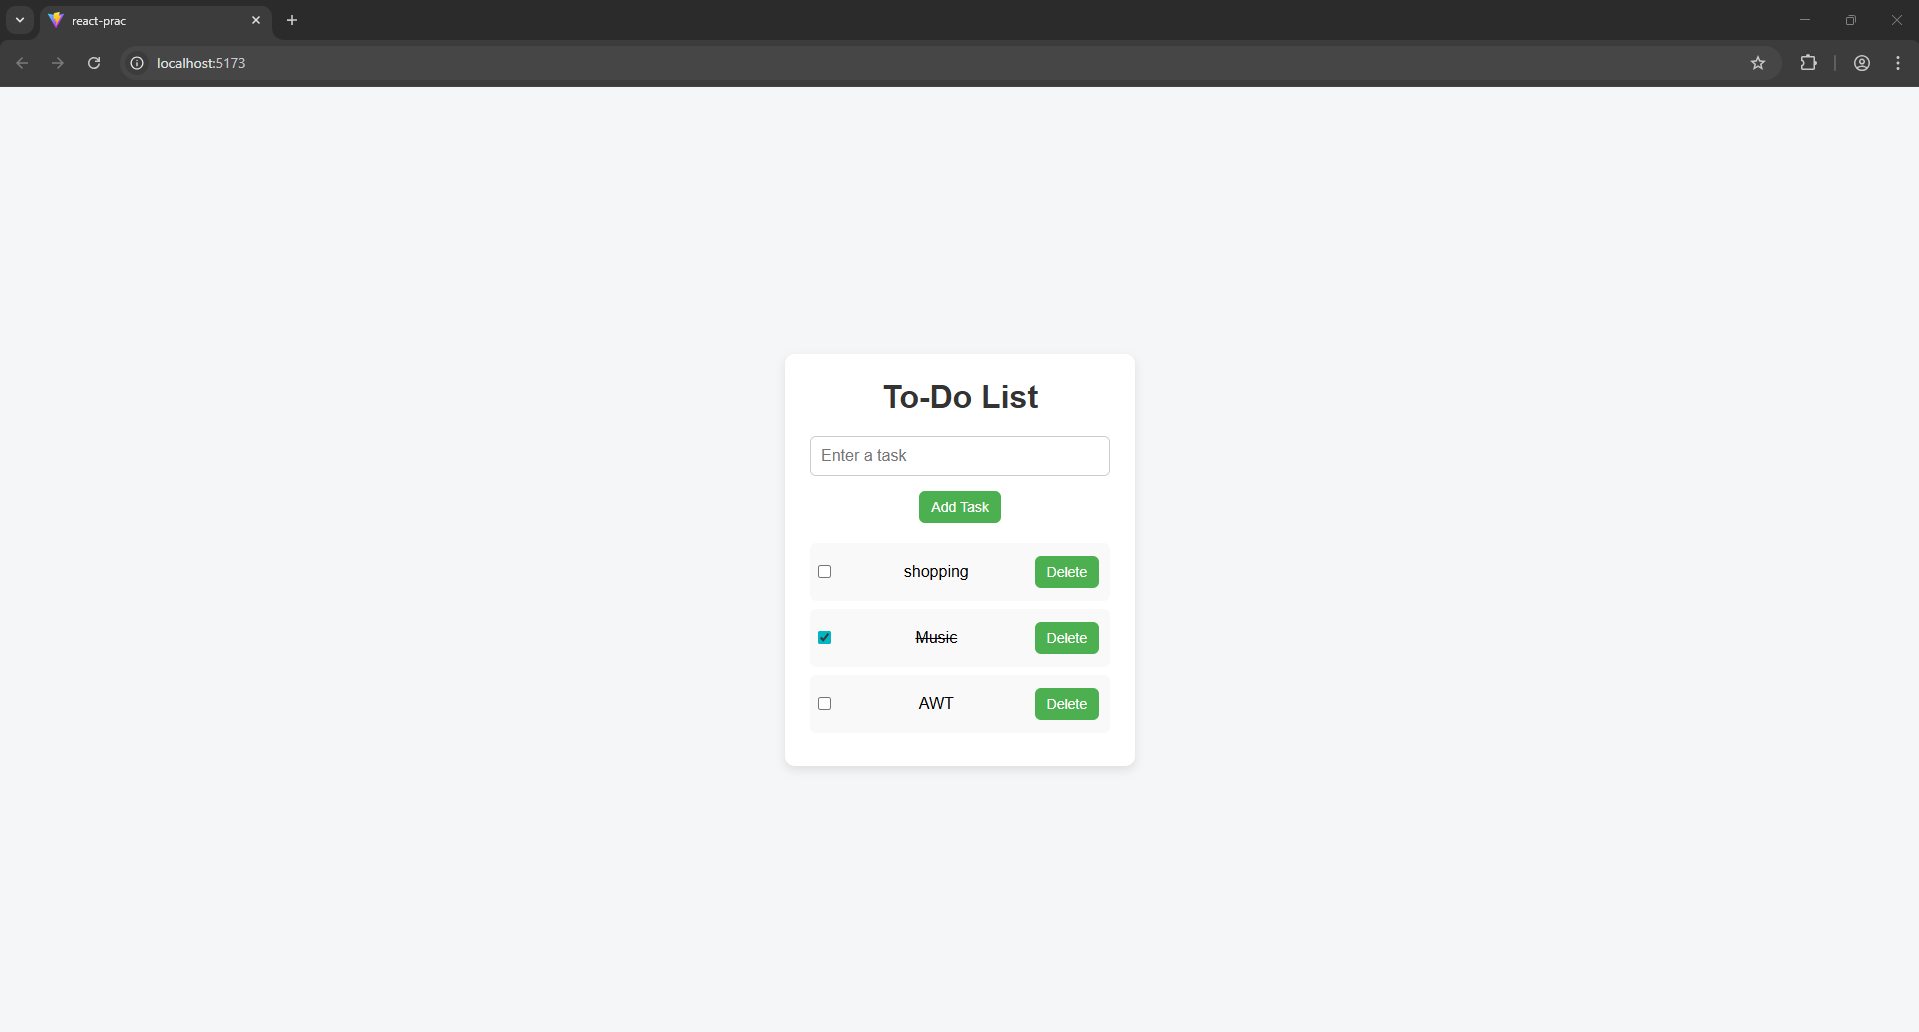 react-prac
localhost:5173
To-Do List
Enter a task
Add Task
shopping Delete
Music Delete
AWT Delete